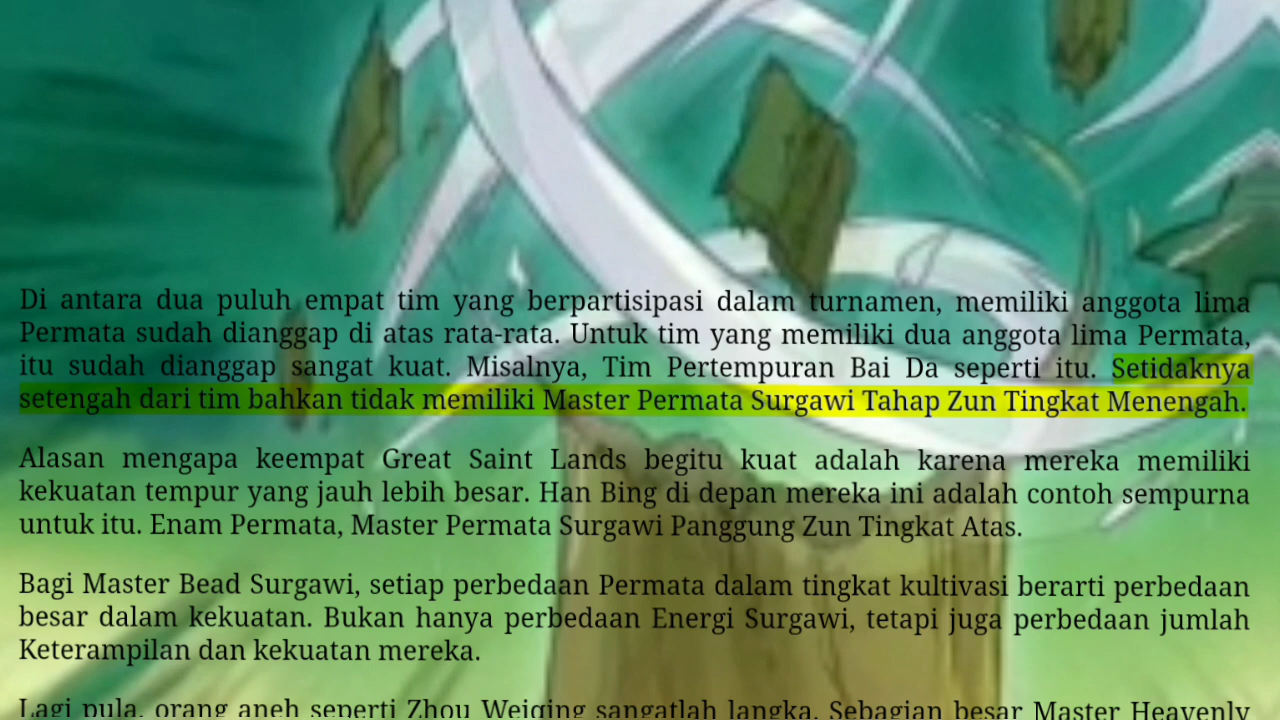 Di antara dua puluh empat tim yang berpartisipasi dalam turnamen, memiliki anggota lima
Permata sudah dianggap di atas rata-rata. Untuk tim yang memiliki dua anggota lima Permata,
itu sudah dianggap sangat kuat. Misalnya, Tim Pertempuran Bai Da seperti itu. Setidaknya
setengah dari tim bahkan tidak memiliki Master Permata Surgawi Tahap Zun Tingkat Menengah.
Alasan mengapa keempat Great Saint Lands begitu kuat adalah karena mereka memiliki
kekuatan tempur yang jauh lebih besar. Han Bing di depan mereka ini adalah contoh sempurna
untuk itu. Enam Permata, Master Permata Surgawi Panggung Zun Tingkat Atas.
Bagi Master Bead Surgawi, setiap perbedaan Permata dalam tingkat kultivasi berarti perbedaan
besar dalam kekuatan. Bukan hanya perbedaan Energi Surgawi, tetapi juga perbedaan jumlah
Keterampilan dan kekuatan mereka.
Lagi pula, orang aneh seperti Zhou Weiqing sangatlah langka. Sebagian besar Master Heavenly